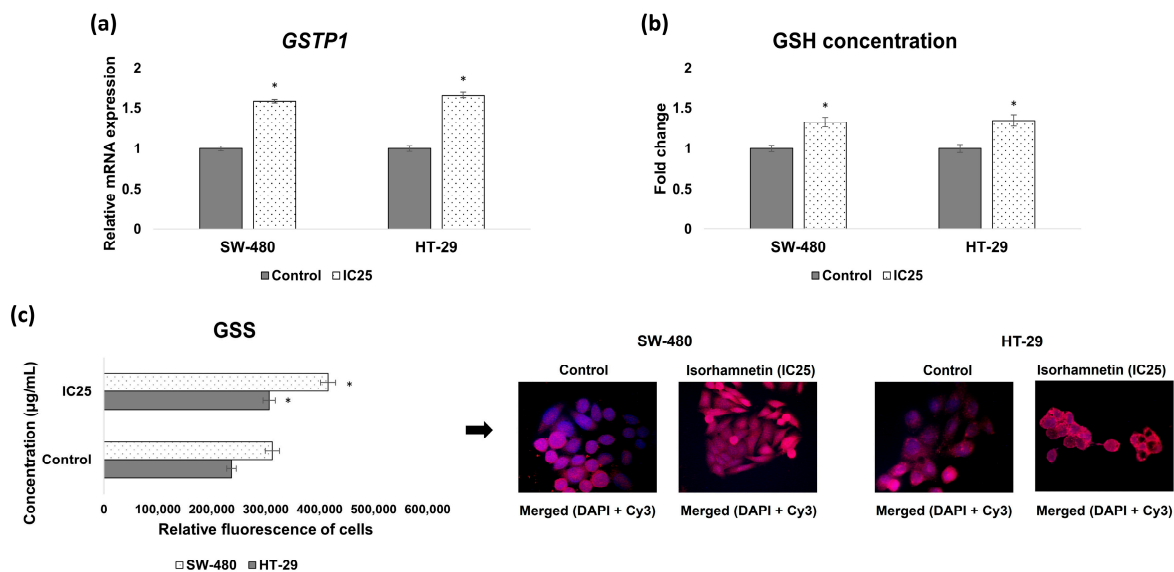 (a)
GSTP1
Relative mRNA expression
2
1.5
1
0.5
0
*
*
SW-480
HT-29
Control
IC25
(b)
GSH concentration
Fold change
2
1.5
1
0.5
0
*
*
SW-480
HT-29
Control
IC25
(c)
GSS
Concentration (µg/mL)
IC25
*
*
Control
0
100,000
200,000
300,000
400,000
500,000
600,000
Relative fluorescence of cells
SW-480
HT-29
SW-480
Control
Isorhamnetin (IC25)
Merged (DAPI + Cy3)
Merged (DAPI + Cy3)
HT-29
Control
Isorhamnetin (IC25)
Merged (DAPI + Cy3)
Merged (DAPI + Cy3)